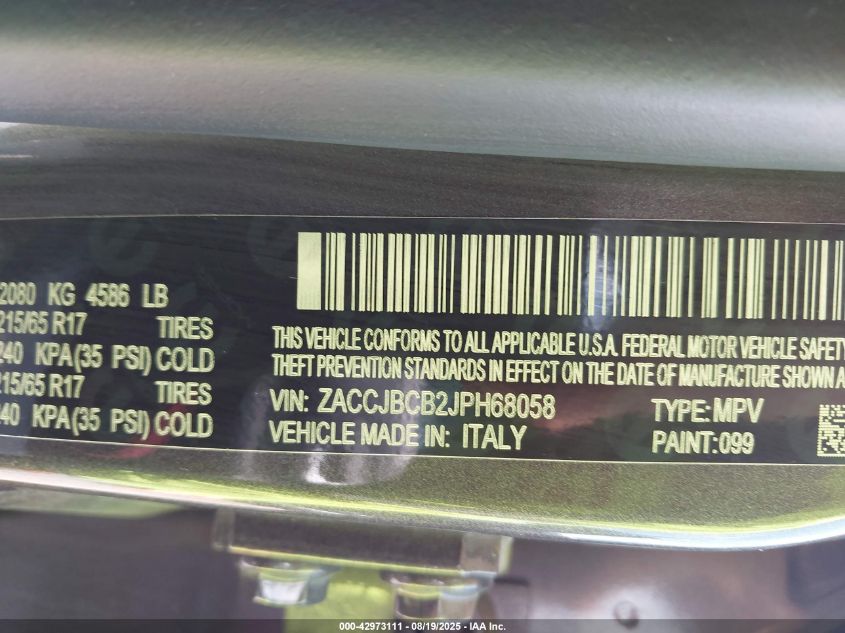 2080 KG 4586 LB
215/65 R17 TIRES
240 KPA(35 PSI) COLD
215/65 R17 TIRES
240 KPA(35 PSI) COLD
THIS VEHICLE CONFORMS TO ALL APPLICABLE U.S.A. FEDERAL MOTOR VEHICLE SAFETY
THEFT PREVENTION STANDARDS IN EFFECT ON THE DATE OF MANUFACTURE SHOWN A
VIN: ZACCJBCB2JPH68058 TYPE: MPV
VEHICLE MADE IN: ITALY PAINT: 099
000-42973111 - 08/19/2025 - IAA Inc.